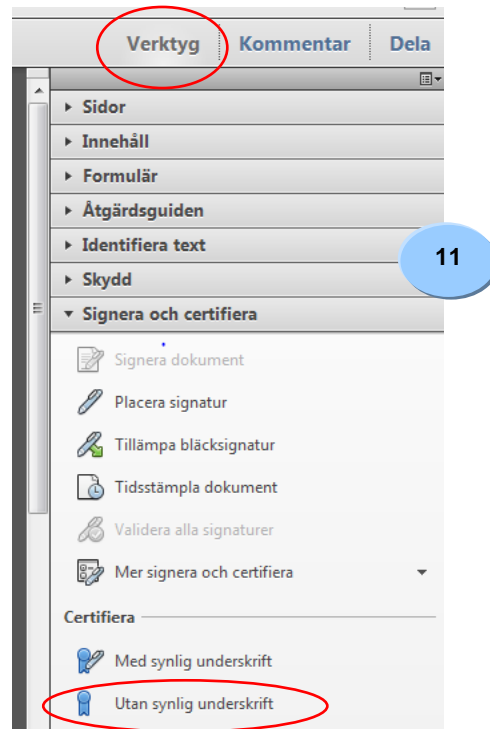 Verktyg Kommentar Dela
Sidor
Innehåll
Formulär
Åtgärdsguiden
Identifiera text
11
Skydd
Signera och certifiera
Signera dokument
Placera signatur
Tillämpa bläcksignatur
Tidsstämpla dokument
Validera alla signaturer
Mer signera och certifiera
Certifiera
Med synlig underskrift
Utan synlig underskrift